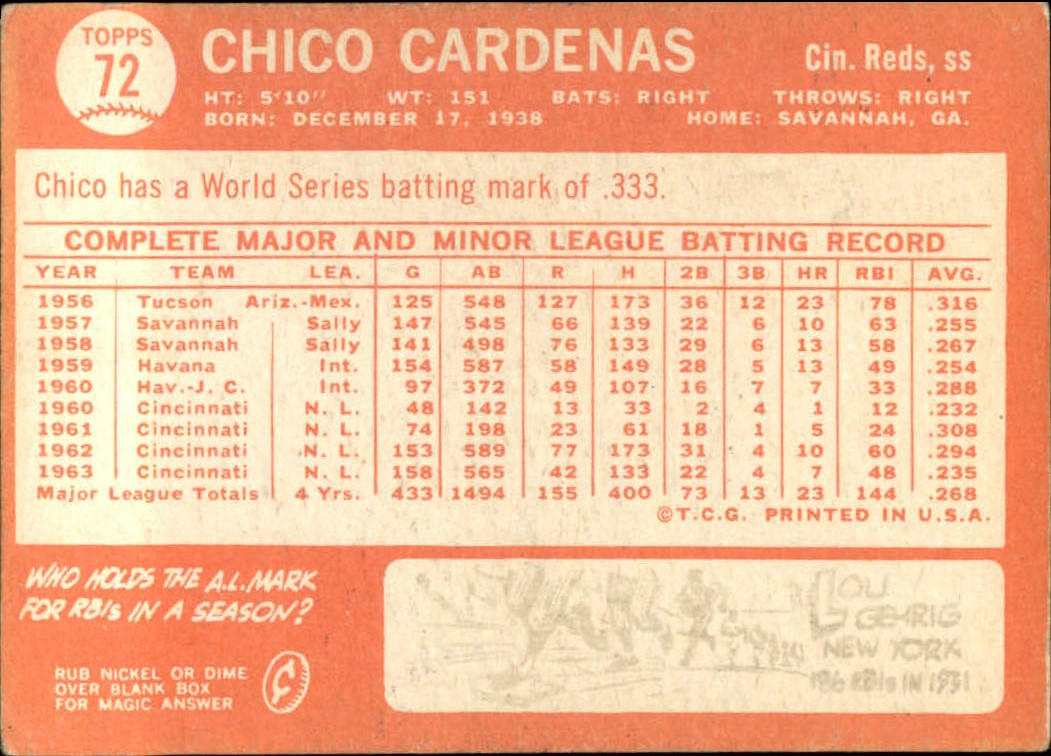 TOPPS
72
CHICO CARDENAS
Cin. Reds, ss
HT: 5'10" WT: 151 BATS: RIGHT THROWS: RIGHT
BORN: DECEMBER 17, 1938 HOME: SAVANNAH, GA.
Chico has a World Series batting mark of .333.
COMPLETE MAJOR AND MINOR LEAGUE BATTING RECORD
YEAR TEAM LEA. G AB R H 2B 3B HR RBI AVG.
1956 Tucson Ariz.-Mex. 125 548 127 173 36 12 23 78 .316
1957 Savannah Sally 147 545 66 139 22 6 10 63 .255
1958 Savannah Sally 141 498 76 133 29 6 13 58 .267
1959 Havana Int. 154 587 58 149 28 5 13 49 .254
1960 Hav.-J. C. Int. 97 372 49 107 16 7 7 33 .288
1960 Cincinnati N. L. 48 142 13 33 2 4 1 12 .232
1961 Cincinnati N. L. 74 198 23 61 18 1 5 24 .308
1962 Cincinnati N. L. 153 589 77 173 31 4 10 60 .294
1963 Cincinnati N. L. 158 565 42 133 22 4 7 48 .235
Major League Totals 4 Yrs. 433 1494 155 400 73 13 23 144 .268
©T.C.G. PRINTED IN U.S.A.
WHO HOLDS THE A.L. MARK
FOR RBIs IN A SEASON?
RUB NICKEL OR DIME
OVER BLANK BOX
FOR MAGIC ANSWER
LOU
GEHRIG
NEW YORK
RBIs IN 1931